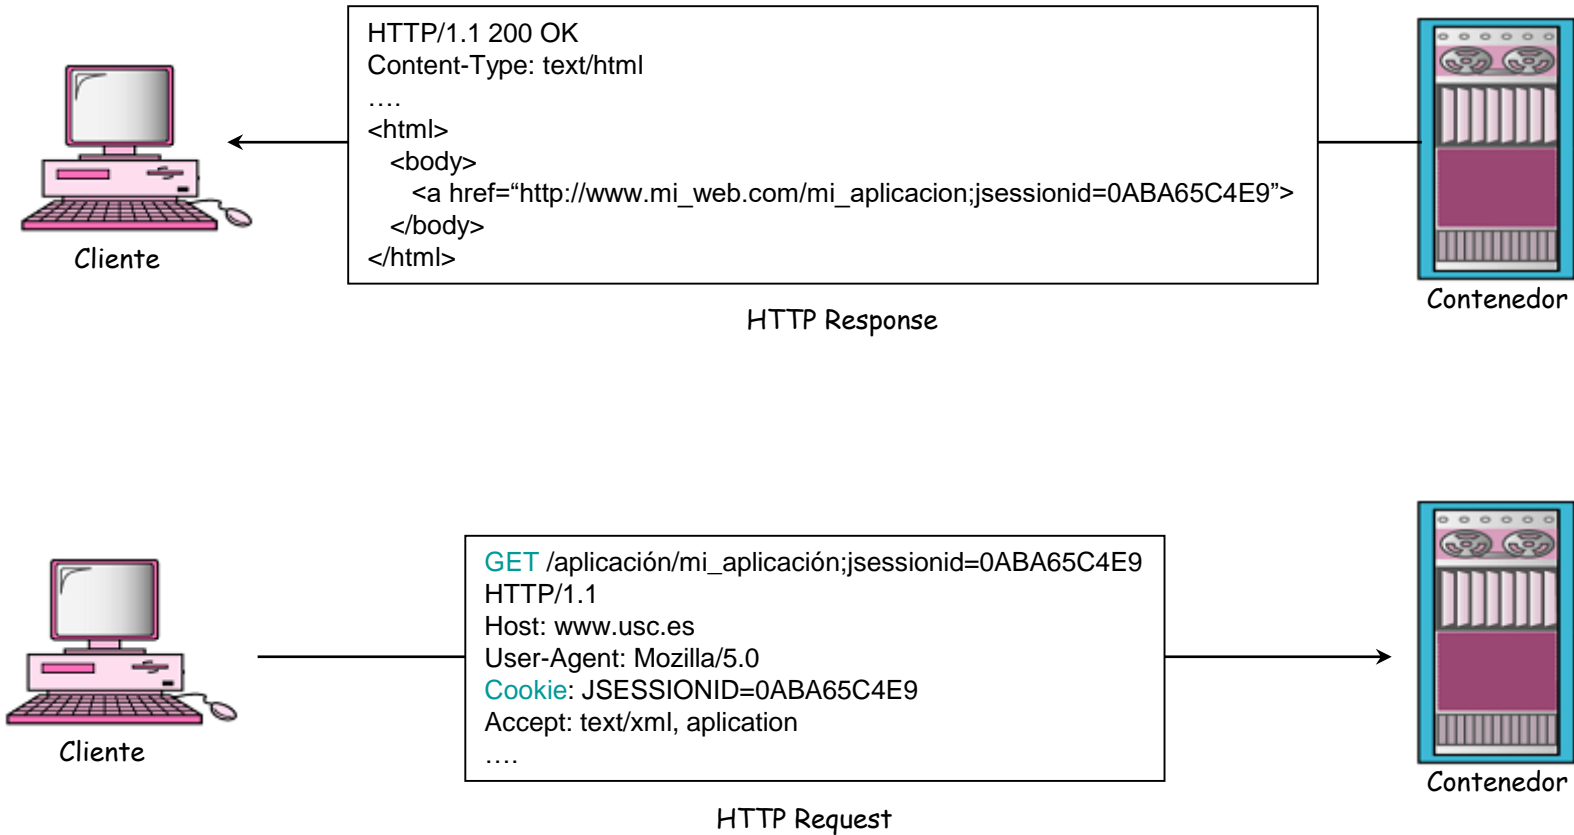 HTTP/1.1 200 OK
Content-Type: text/html
….
<html>
<body>
<a href=“http://www.mi_web.com/mi_aplicacion;jsessionid=0ABA65C4E9”>
</body>
</html>
Cliente
Contenedor
HTTP Response
GET /aplicación/mi_aplicación;jsessionid=0ABA65C4E9
HTTP/1.1
Host: www.usc.es
User-Agent: Mozilla/5.0
Cookie: JSESSIONID=0ABA65C4E9
Accept: text/xml, aplication
….
Cliente
Contenedor
HTTP Request